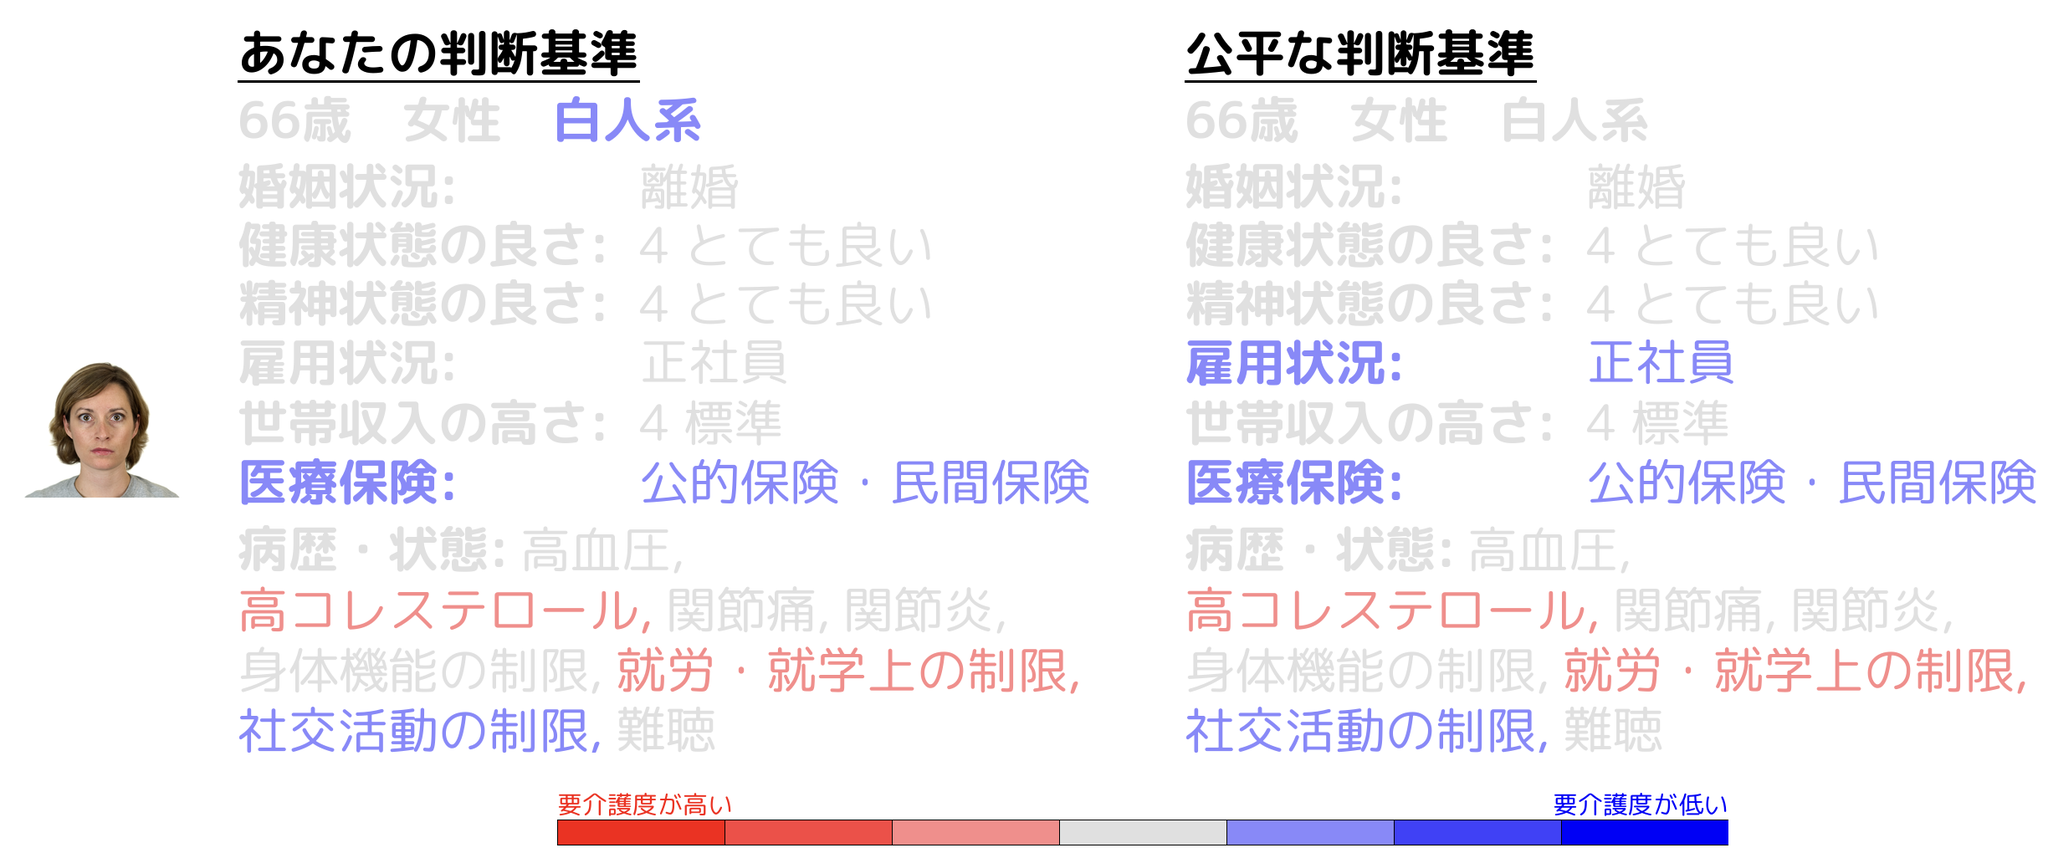 あなたの判断基準
66歳 女性 白人系
婚姻状況: 離婚
健康状態の良さ: 4 とても良い
精神状態の良さ: 4 とても良い
雇用状況: 正社員
世帯収入の高さ: 4 標準
医療保険: 公的保険・民間保険
病歴・状態: 高血圧,
高コレステロール, 関節痛, 関節炎,
身体機能の制限, 就労・就学上の制限,
社交活動の制限, 難聴
公平な判断基準
66歳 女性 白人系
婚姻状況: 離婚
健康状態の良さ: 4 とても良い
精神状態の良さ: 4 とても良い
雇用状況: 正社員
世帯収入の高さ: 4 標準
医療保険: 公的保険・民間保険
病歴・状態: 高血圧,
高コレステロール, 関節痛, 関節炎,
身体機能の制限, 就労・就学上の制限,
社交活動の制限, 難聴
要介護度が高い
要介護度が低い